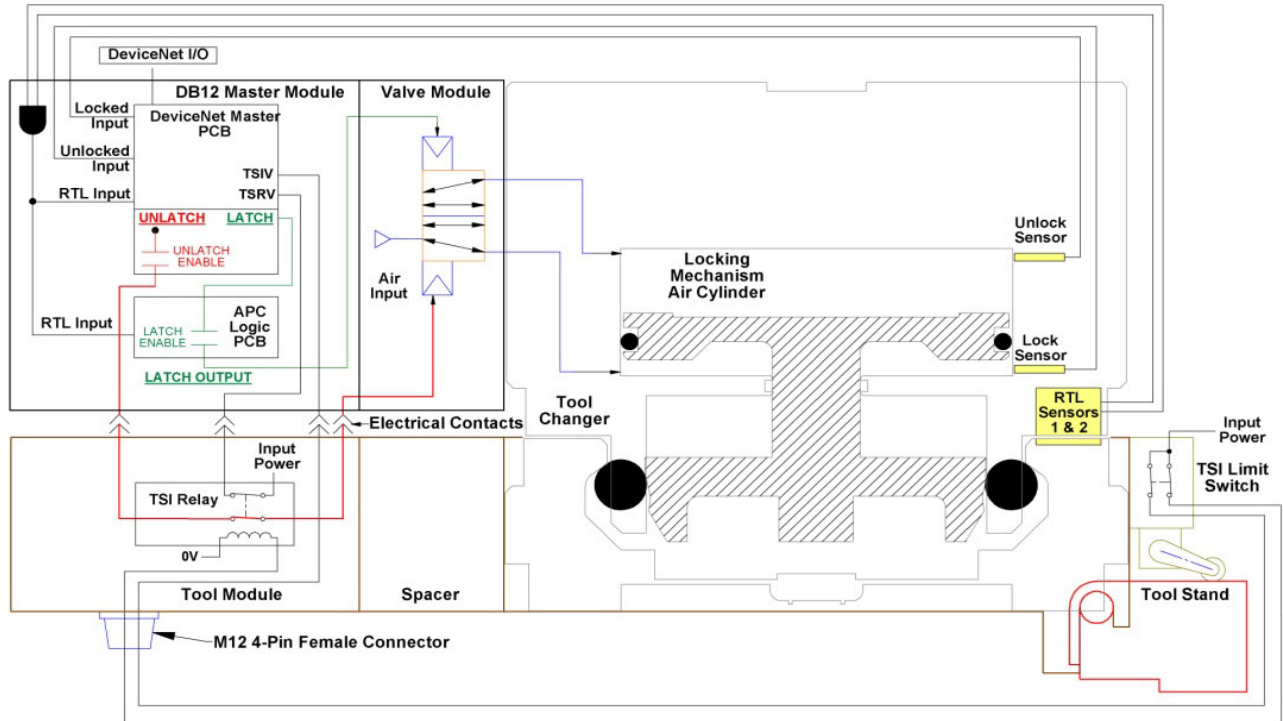 DeviceNet I/O
DB12 Master Module
Valve Module
Locked
Input
DeviceNet Master
PCB
Unlocked
Input
TSIV
TSRV
RTL Input
UNLATCH
LATCH
UNLATCH
ENABLE
Air
Input
RTL Input
LATCH
ENABLE
APC
Logic
PCB
LATCH OUTPUT
Locking
Mechanism
Air Cylinder
Unlock
Sensor
Lock
Sensor
Tool
Changer
RTL
Sensors
1 & 2
Electrical Contacts
Input
Power
TSI Relay
0V
Input
Power
TSI Limit
Switch
Tool Module
Spacer
Tool Stand
M12 4-Pin Female Connector